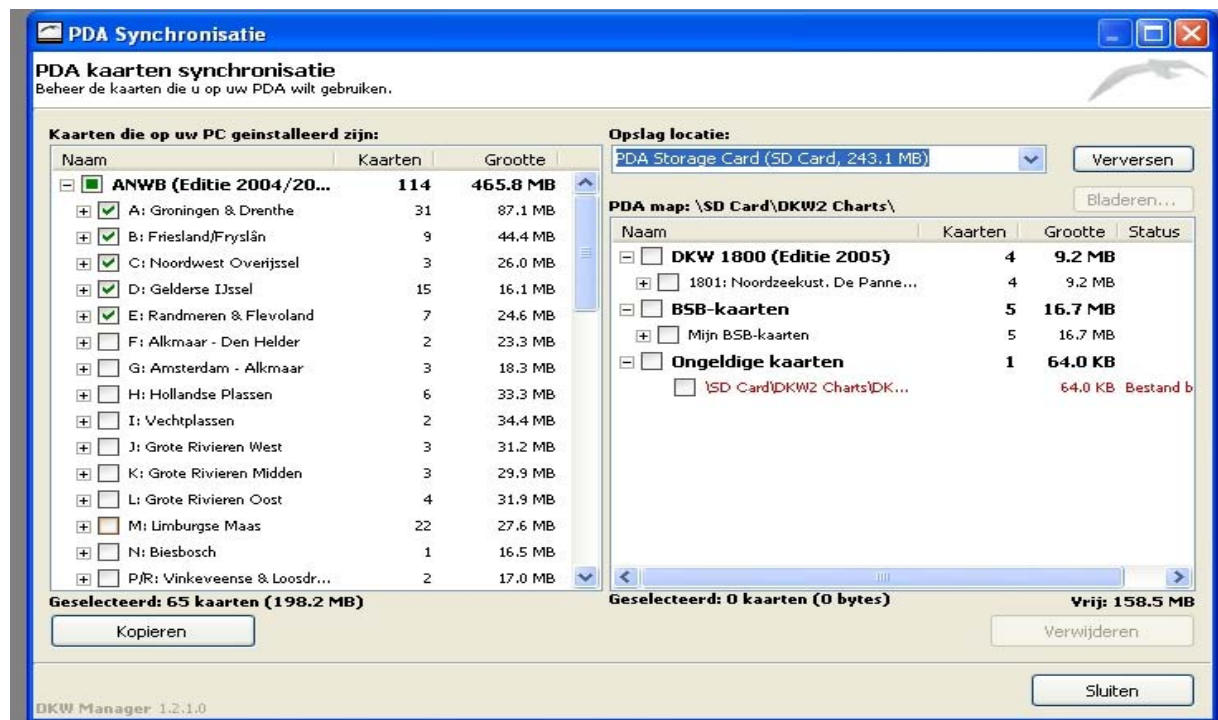 PDA Synchronisatie
PDA kaarten synchronisatie
Beheer de kaarten die u op uw PDA wilt gebruiken.
Kaarten die op uw PC geinstalleerd zijn:
Naam Kaarten Grootte
ANWB (Editie 2004/20... 114 465.8 MB
A: Groningen & Drenthe 31 87.1 MB
B: Friesland/Fryslân 9 44.4 MB
C: Noordwest Overijssel 3 26.0 MB
D: Gelderse IJssel 15 16.1 MB
E: Randmeren & Flevoland 7 24.6 MB
F: Alkmaar - Den Helder 2 23.3 MB
G: Amsterdam - Alkmaar 3 18.3 MB
H: Hollandse Plassen 6 33.3 MB
I: Vechtplassen 2 34.4 MB
J: Grote Rivieren West 3 31.2 MB
K: Grote Rivieren Midden 3 29.9 MB
L: Grote Rivieren Oost 4 31.9 MB
M: Limburgse Maas 22 27.6 MB
N: Biesbosch 1 16.5 MB
P/R: Vinkeveense & Loosdr... 2 17.0 MB
Geselecteerd: 65 kaarten (198.2 MB)
Kopieren
Opslag locatie:
PDA Storage Card (SD Card, 243.1 MB)
Verversen
Bladeren...
PDA map: \SD Card\DKW2 Charts\
Naam Kaarten Grootte Status
DKW 1800 (Editie 2005) 4 9.2 MB
1801: Noordzeekust. De Panne... 4 9.2 MB
BSB-kaarten 5 16.7 MB
Mijn BSB-kaarten 5 16.7 MB
Ongeldige kaarten 1 64.0 KB
\SD Card\DKW2 Charts\DK... 64.0 KB Bestand b
Geselecteerd: 0 kaarten (0 bytes)
Vrij: 158.5 MB
Verwijderen
Sluiten
DKW Manager 1.2.1.0